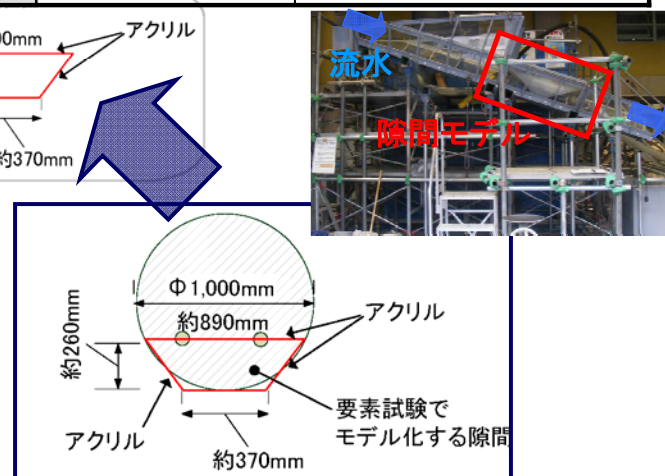 00mm
アクリル
約370mm
流水
隙間モデル
Φ1,000mm
約890mm
約260mm
アクリル
アクリル
要素試験で
モデル化する隙間
約370mm